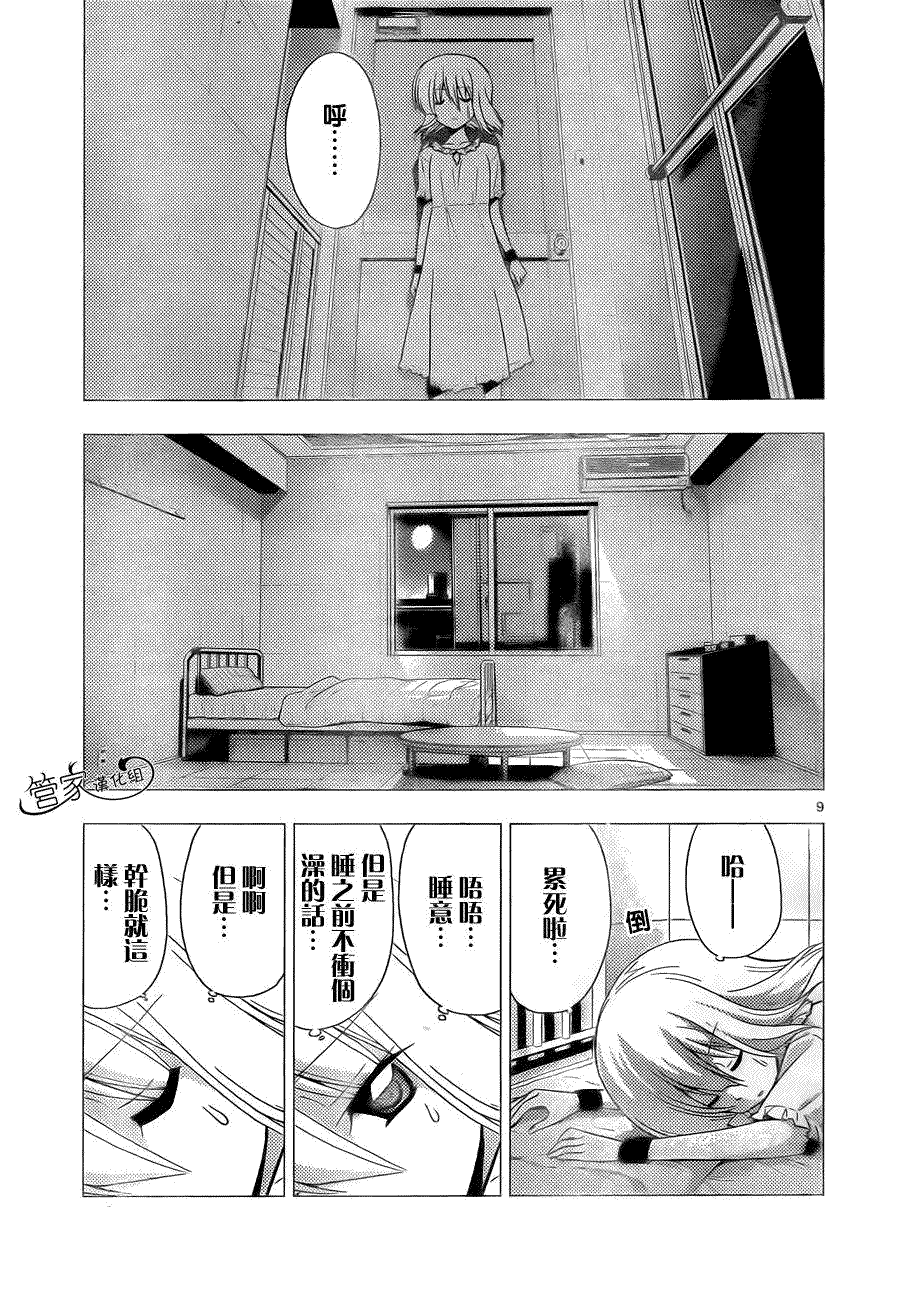 呼……
9
哈——
倒
累死啦…
唔唔…
睡意…
但是
睡之前不衝個
澡的話…
啊啊
但是…
幹脆就這
樣…
管家漢化組